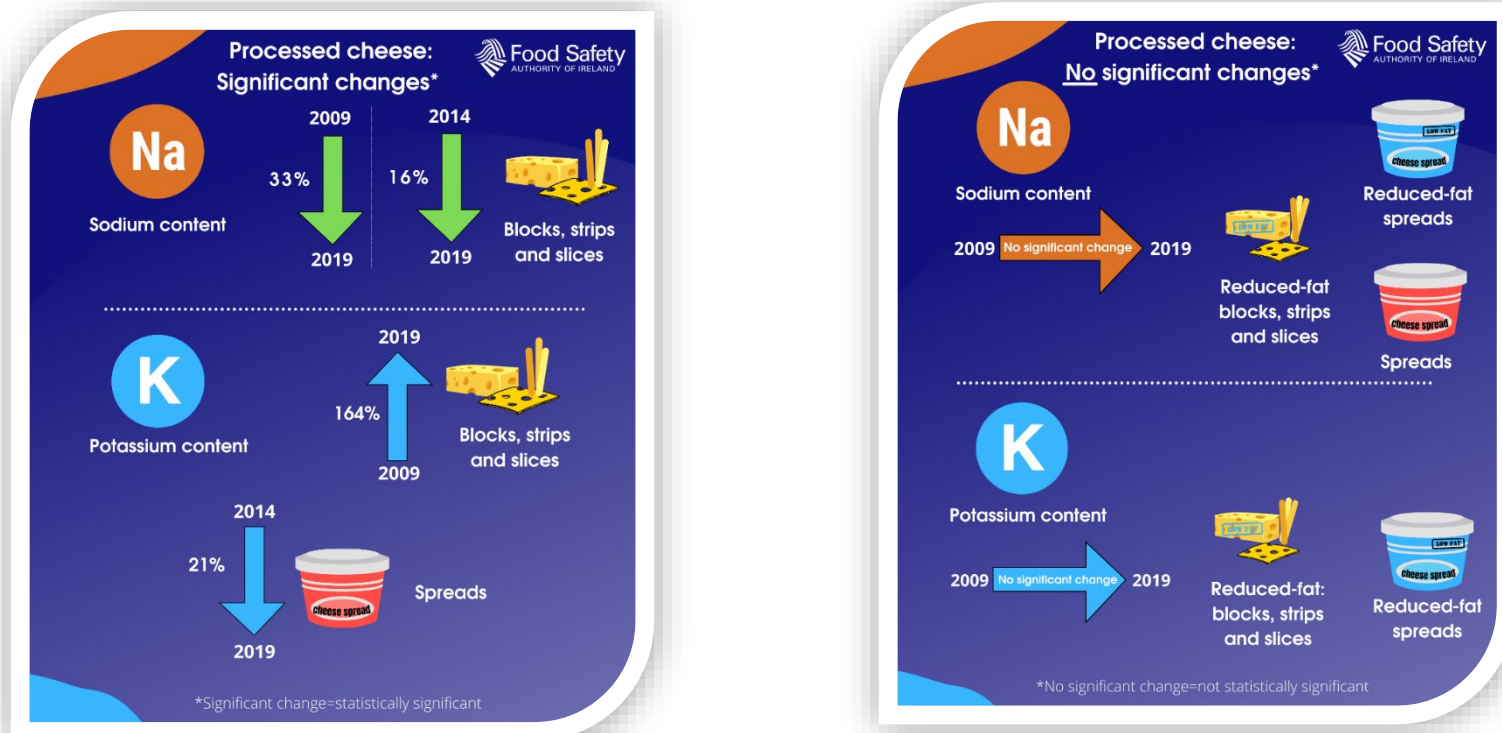 Processed cheese:
Significant changes*
Food Safety
AUTHORITY OF IRELAND
Na
Sodium content
2009
33%
2019
2014
16%
2019
Blocks, strips
and slices
K
Potassium content
2019
164%
2009
Blocks, strips
and slices
2014
21%
2019
cheese spread
Spreads
*Significant change=statistically significant
Processed cheese:
No significant changes*
Food Safety
AUTHORITY OF IRELAND
Na
Sodium content
2009 No significant change 2019
LOW FAT
Reduced-fat
blocks, strips
and slices
LOW FAT
cheese spread
Reduced-fat
spreads
cheese spread
Spreads
K
Potassium content
2009 No significant change 2019
LOW FAT
Reduced-fat:
blocks, strips
and slices
LOW FAT
cheese spread
Reduced-fat
spreads
*No significant change=not statistically significant